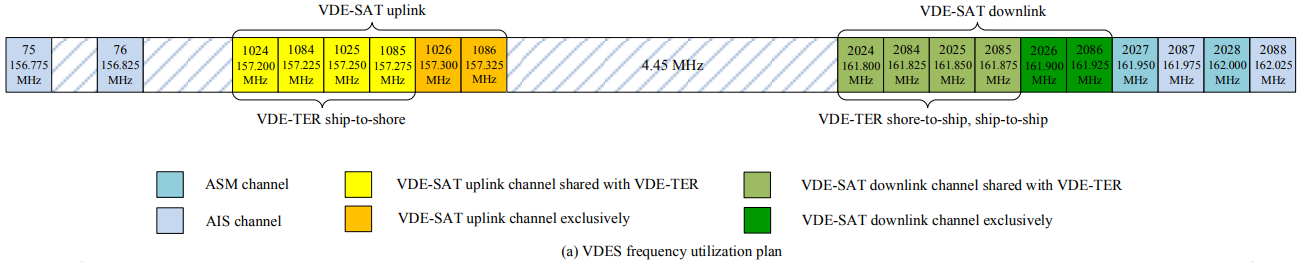 VDE-SAT uplink
VDE-SAT downlink
75
156.775
MHz
76
156.825
MHz
1024
157.200
MHz
1084
157.225
MHz
1025
157.250
MHz
1085
157.275
MHz
1026
157.300
MHz
1086
157.325
MHz
4.45 MHz
2024
161.800
MHz
2084
161.825
MHz
2025
161.850
MHz
2085
161.875
MHz
2026
161.900
MHz
2086
161.925
MHz
2027
161.950
MHz
2087
161.975
MHz
2028
162.000
MHz
2088
162.025
MHz
VDE-TER ship-to-shore
VDE-TER shore-to-ship, ship-to-ship
ASM channel
VDE-SAT uplink channel shared with VDE-TER
VDE-SAT downlink channel shared with VDE-TER
AIS channel
VDE-SAT uplink channel exclusively
VDE-SAT downlink channel exclusively
(a) VDES frequency utilization plan